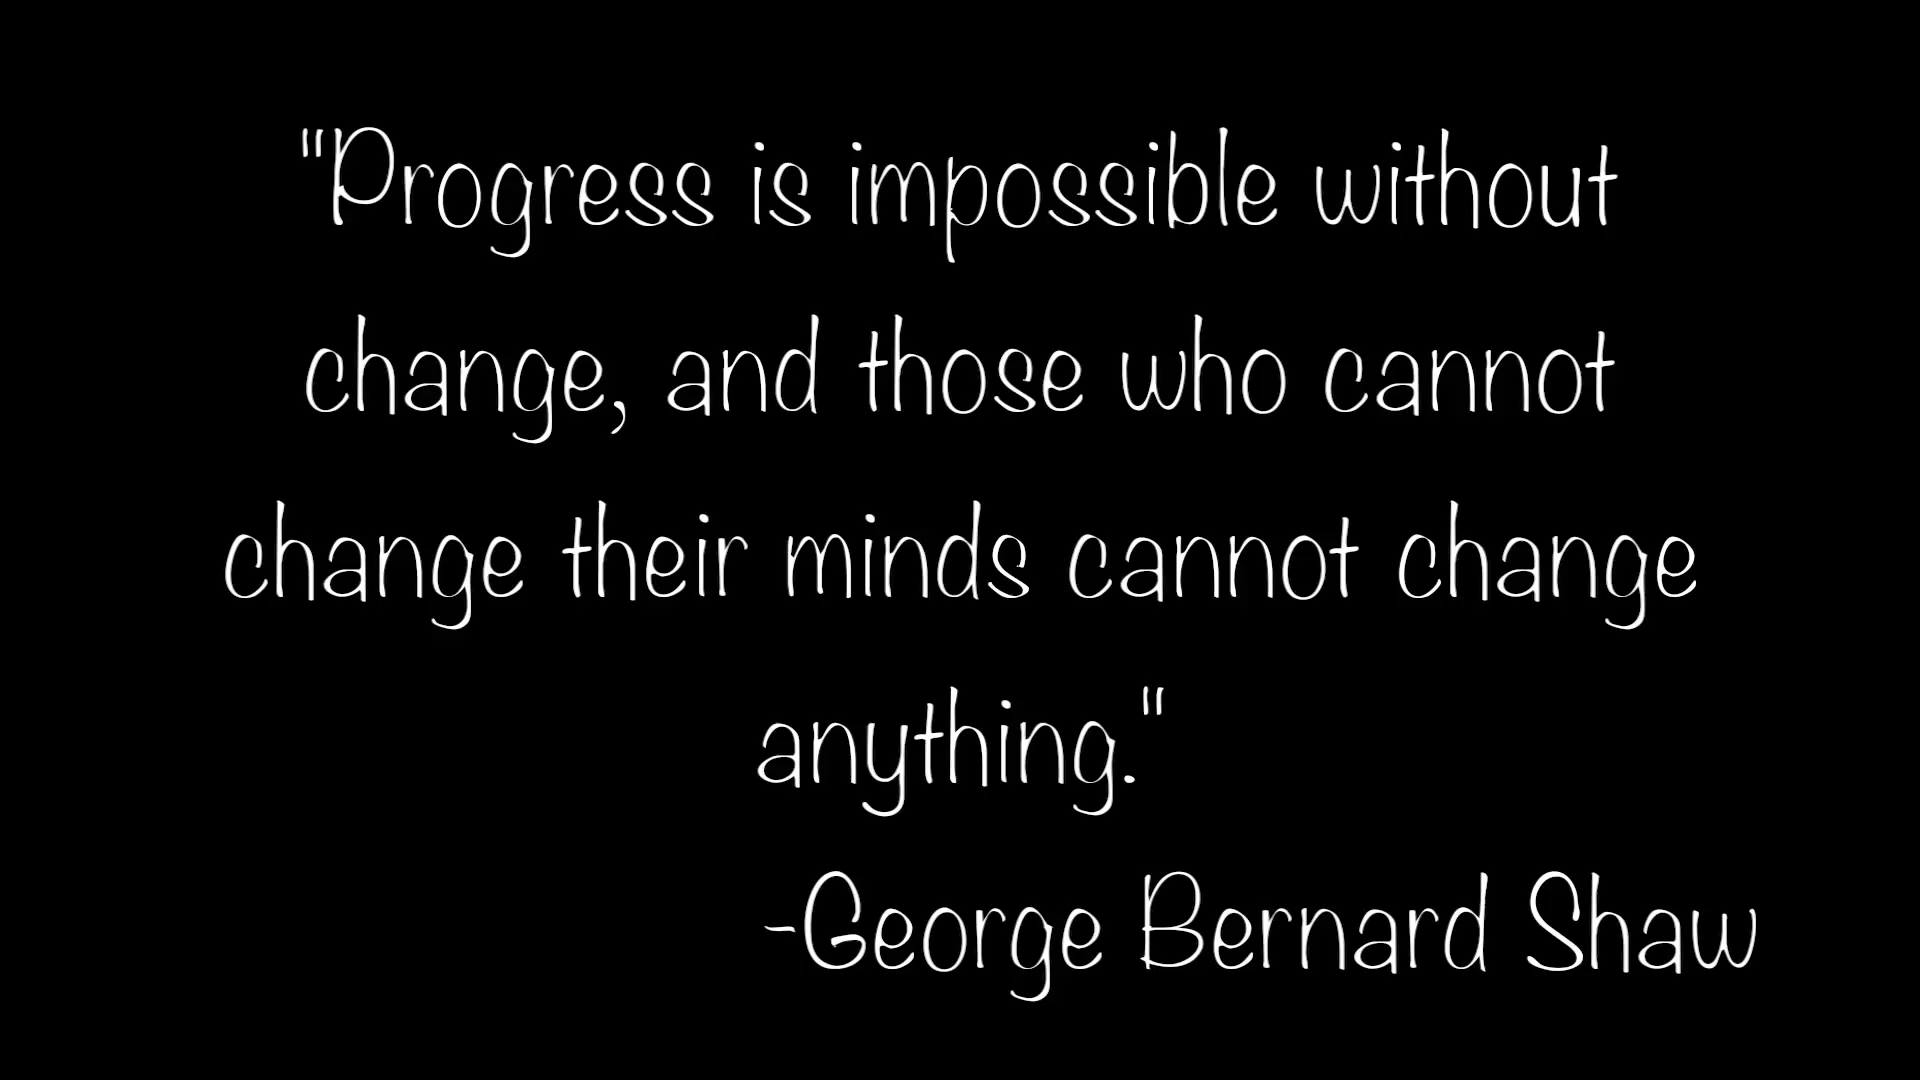 "Progress is impossible without
change, and those who cannot
change their minds cannot change
anything."
-George Bernard Shaw